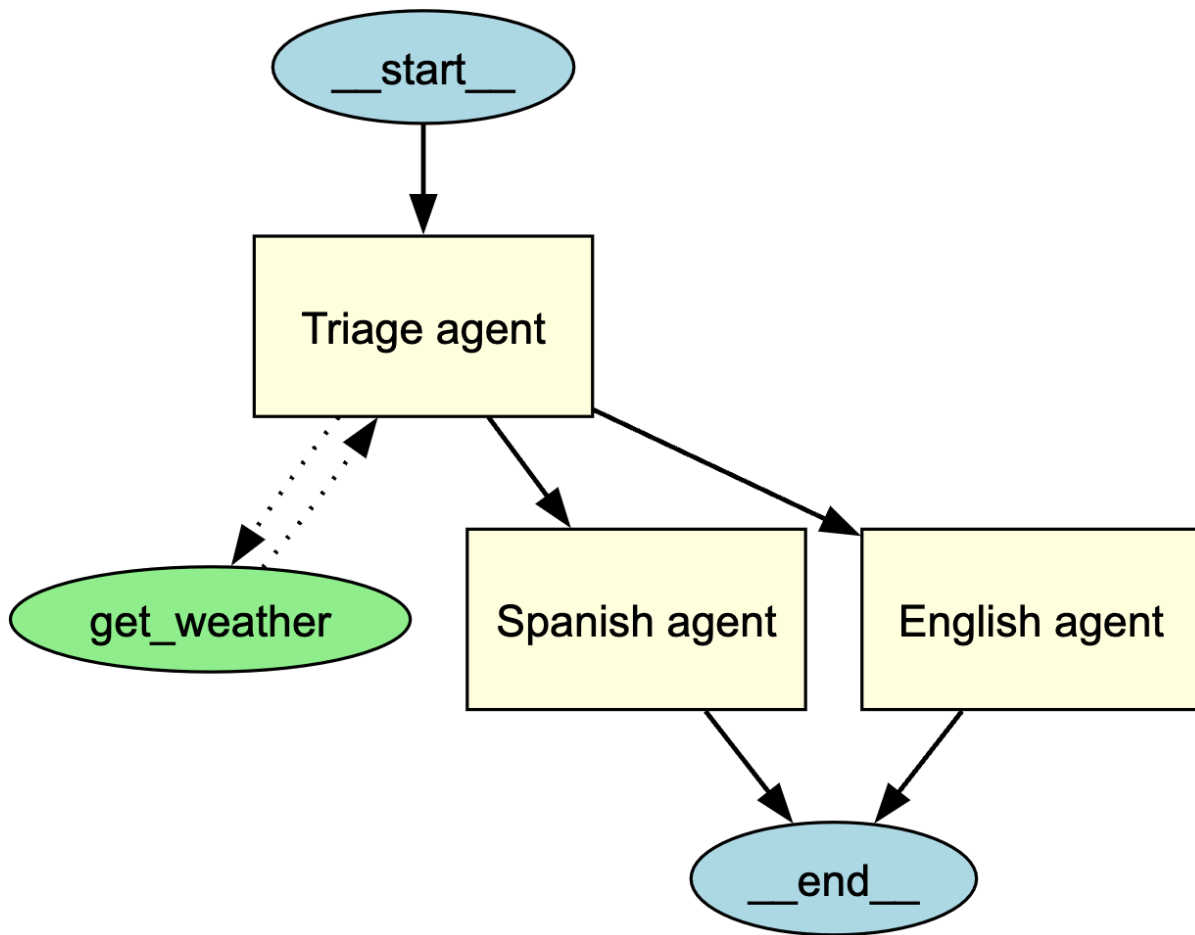 __start__
Triage agent
get_weather
Spanish agent
English agent
__end__